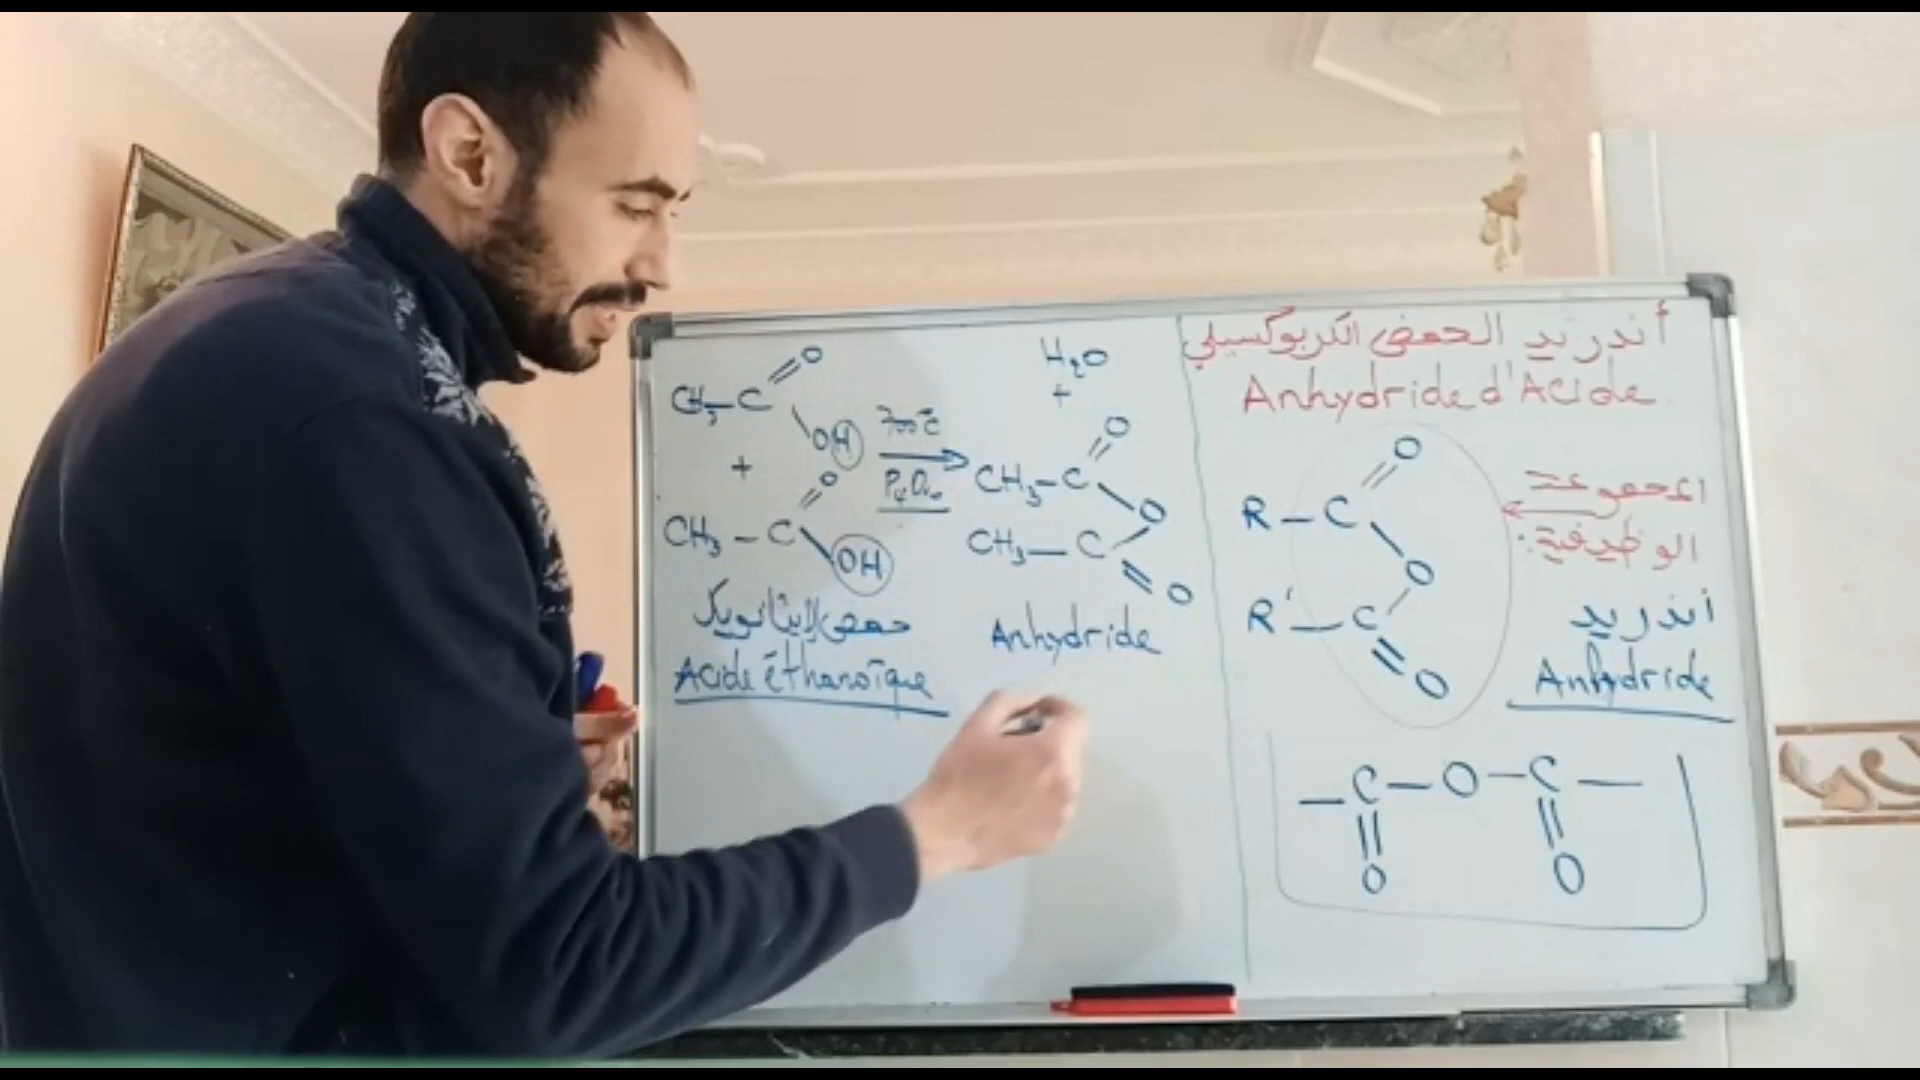 أندريد الحمض الكربوكسيلي
Anhydride d'Acide
R – C = O
O
R' – C = O
المجموعة
الوظيفية:
أندريد
Anhydride
– C – O – C –
O O
CH₃ – C = O
OH
+
CH₃ – C = O
OH
700°C
P₄O₁₀
H₂O
+
CH₃ – C = O
O
CH₃ – C = O
حمض الإيثانويك
Acide éthanoïque
Anhydride